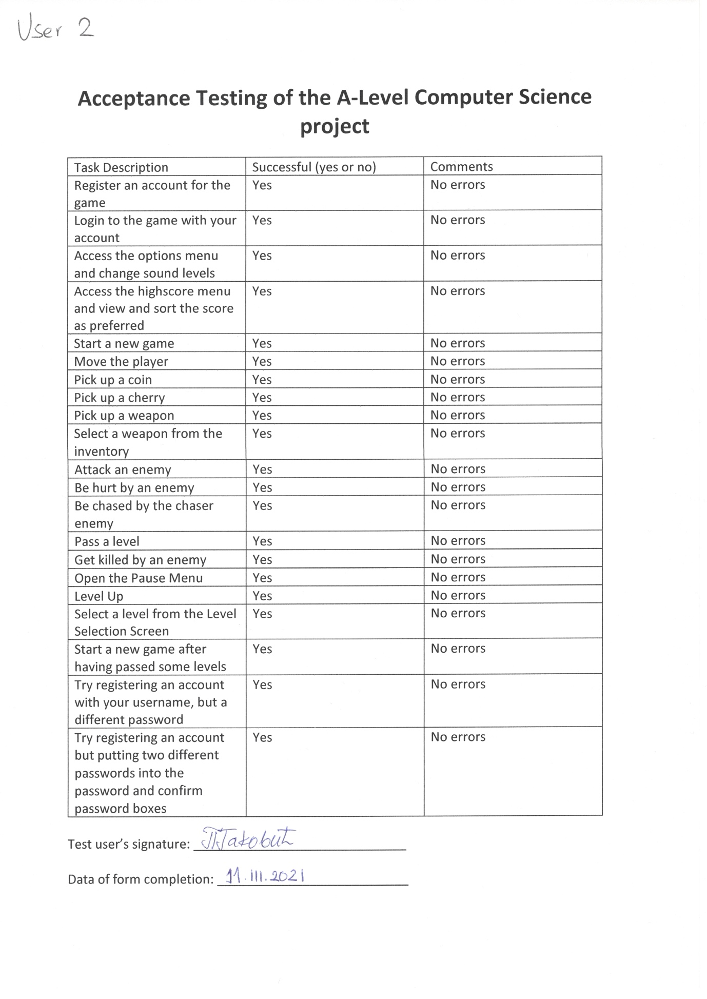 User 2
Acceptance Testing of the A-Level Computer Science
project
Task Description Successful (yes or no) Comments
Register an account for the Yes No errors
game
Login to the game with your Yes No errors
account
Access the options menu Yes No errors
and change sound levels
Access the highscore menu Yes No errors
and view and sort the score
as preferred
Start a new game Yes No errors
Move the player Yes No errors
Pick up a coin Yes No errors
Pick up a cherry Yes No errors
Pick up a weapon Yes No errors
Select a weapon from the Yes No errors
inventory
Attack an enemy Yes No errors
Be hurt by an enemy Yes No errors
Be chased by the chaser Yes No errors
enemy
Pass a level Yes No errors
Get killed by an enemy Yes No errors
Open the Pause Menu Yes No errors
Level Up Yes No errors
Select a level from the Level Yes No errors
Selection Screen
Start a new game after Yes No errors
having passed some levels
Try registering an account Yes No errors
with your username, but a
different password
Try registering an account Yes No errors
but putting two different
passwords into the
password and confirm
password boxes
Test user's signature:
Data of form completion: 11.III.2021